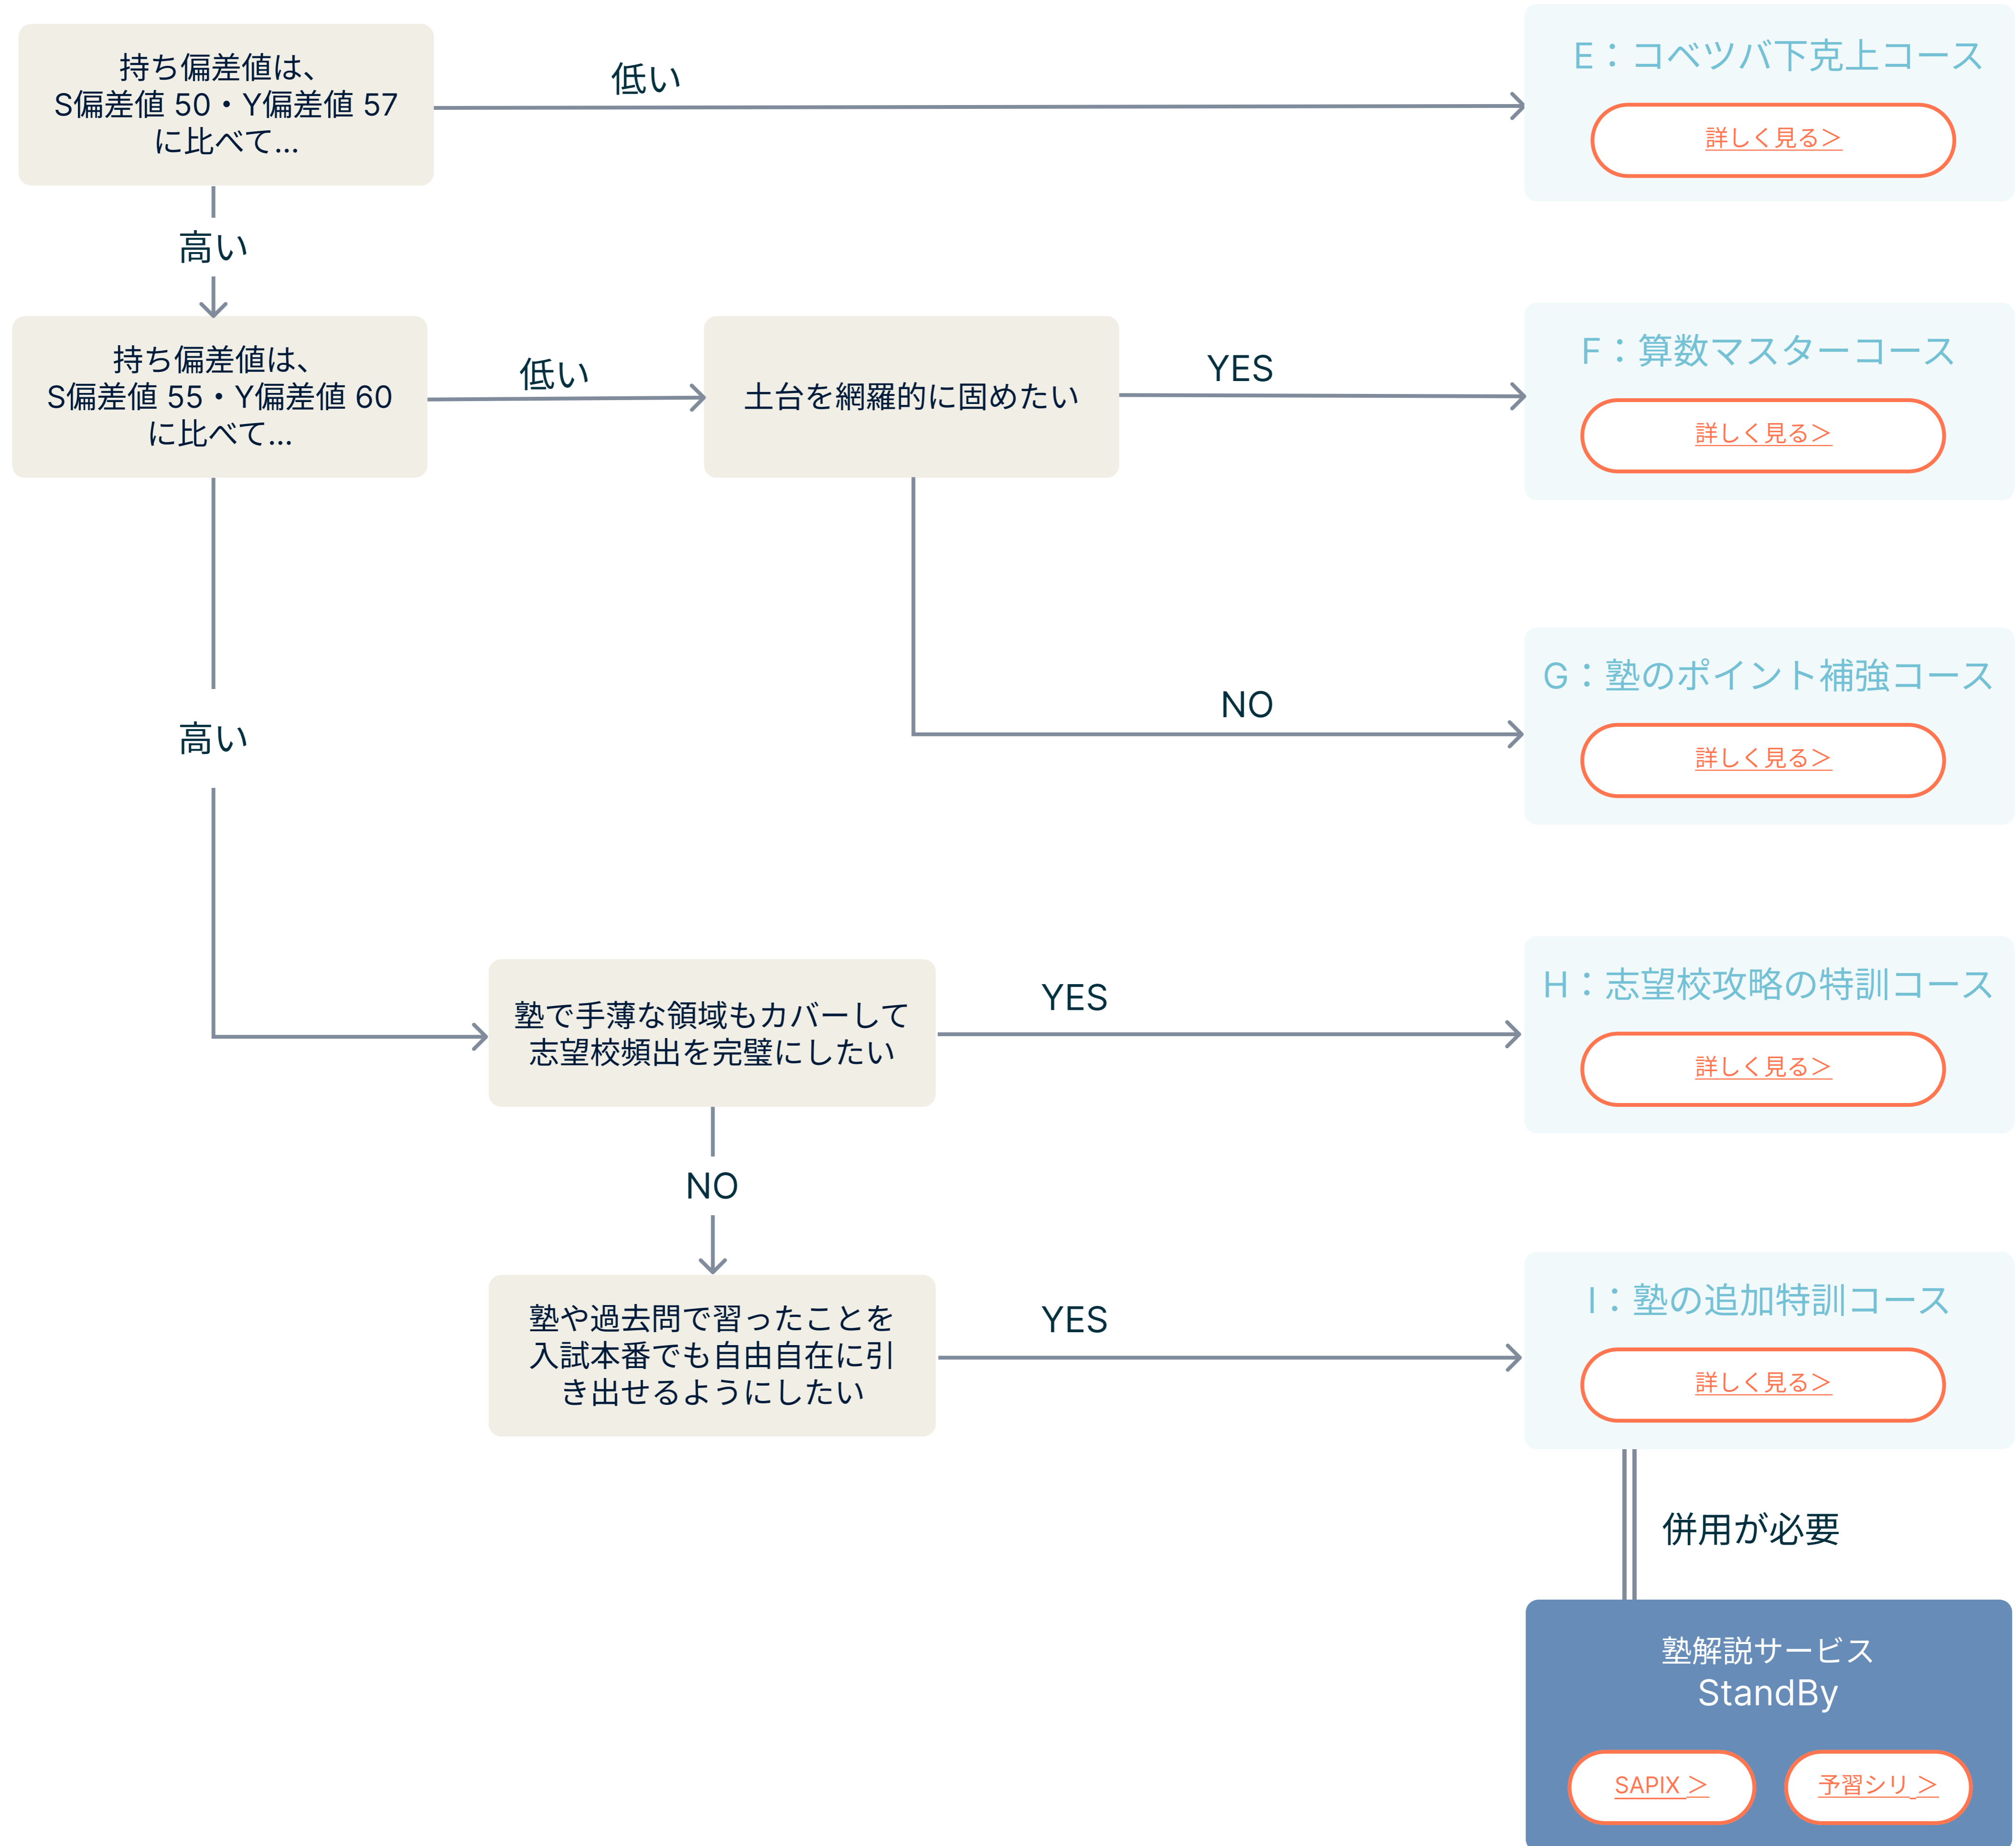 持ち偏差値は、
S偏差値 50・Y偏差値 57
に比べて...
低い
E：コベツバ下克上コース
詳しく見る＞
高い
持ち偏差値は、
S偏差値 55・Y偏差値 60
に比べて...
低い
土台を網羅的に固めたい
YES
F：算数マスターコース
詳しく見る＞
NO
G：塾のポイント補強コース
詳しく見る＞
高い
塾で手薄な領域もカバーして
志望校頻出を完璧にしたい
YES
H：志望校攻略の特訓コース
詳しく見る＞
NO
塾や過去問で習ったことを
入試本番でも自由自在に引
き出せるようにしたい
YES
I：塾の追加特訓コース
詳しく見る＞
併用が必要
塾解説サービス
StandBy
SAPIX ＞
予習シリ ＞